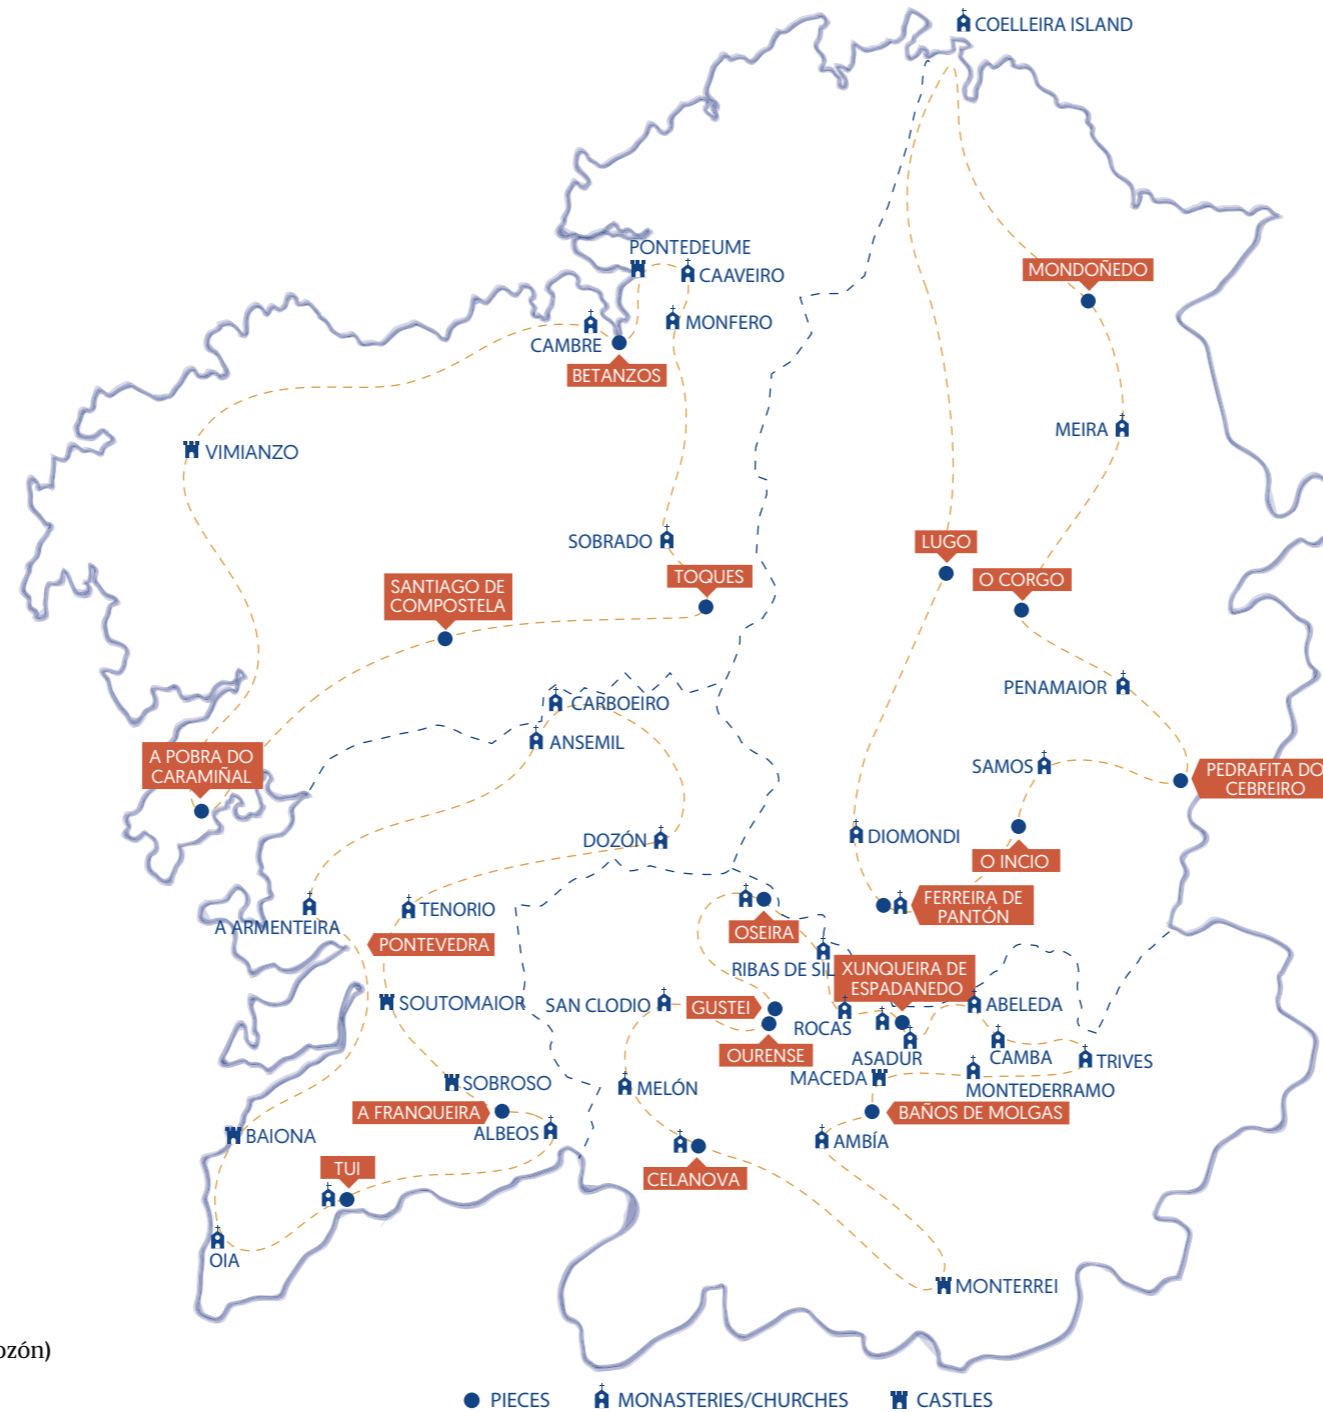 COELLEIRA ISLAND
PONTEDEUME
CAAVEIRO
MONDOÑEDO
MONFERO
CAMBRE
BETANZOS
MEIRA
VIMIANZO
SOBRADO
LUGO
TOQUES
O CORGO
SANTIAGO DE
COMPOSTELA
PENAMAIOR
CARBOEIRO
ANSEMIL
A POBRA DO
CARAMIÑAL
SAMOS
PEDRAFITA DO
CEBREIRO
DOZÓN
DIOMONDI
O INCIO
FERREIRA DE
PANTÓN
A ARMENTEIRA
TENORIO
OSEIRA
PONTEVEDRA
RIBAS DE SIL
XUNQUEIRA DE
ESPADANEDO
SOUTOMAIOR
SAN CLODIO
GUSTEI
ABELEDA
ROCAS
OURENSE
ASADUR
CAMBA
TRIVES
MACEDA
MONTEDERRAMO
SOBROSO
MELÓN
A FRANQUEIRA
BAÑOS DE MOLGAS
BAIONA
ALBEOS
AMBÍA
TUI
CELANOVA
OIA
MONTERREI
ozón)
PIECES
MONASTERIES/CHURCHES
CASTLES